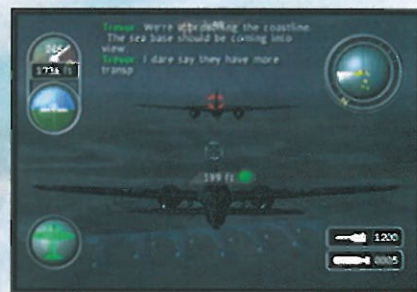 Trevor: We're approaching the coastline.
The sea base should be coming into
view.
Trevor: I dare say they have more
transp
1736 ft
199 ft
1200
0005